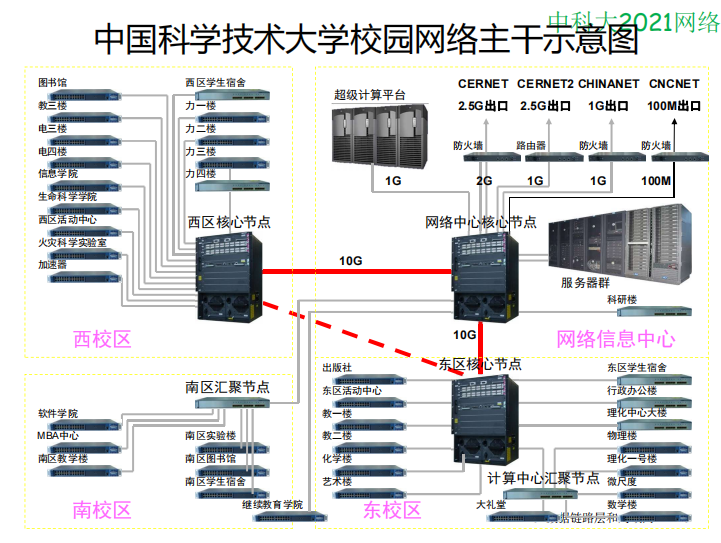 中科大2021网络
中国科学技术大学校园网络主干示意图
图书馆
教三楼
电三楼
电四楼
信息学院
生命科学学院
西区活动中心
火灾科学实验室
加速器
西区学生宿舍
力一楼
力二楼
力三楼
力四楼
西区核心节点
西校区
超级计算平台
CERNET
2.5G出口
CERNET2
2.5G出口
CHINANET
1G出口
CNCNET
100M出口
防火墙
路由器
防火墙
防火墙
1G
2G
1G
1G
100M
网络中心核心节点
服务器群
科研楼
网络信息中心
10G
10G
南区汇聚节点
软件学院
MBA中心
南区教学楼
南区实验楼
南区图书馆
南区学生宿舍
继续教育学院
南校区
东区核心节点
出版社
东区活动中心
教一楼
教二楼
化学楼
艺术楼
东区学生宿舍
行政办公楼
理化中心大楼
物理楼
理化一号楼
微尺度
数学楼
计算中心汇聚节点
大礼堂
东校区
数据链路层和